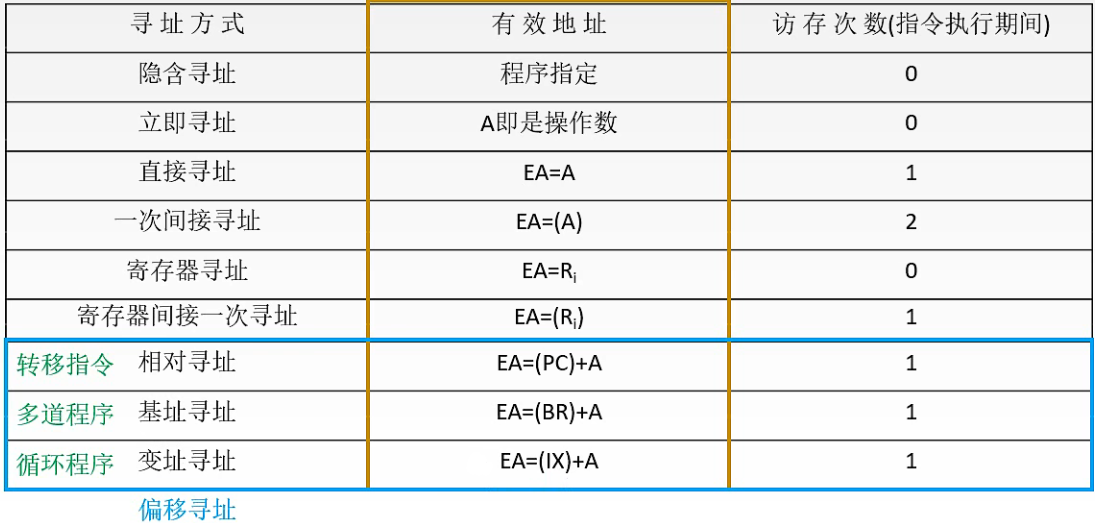 寻址方式 有效地址 访存次数(指令执行期间)
隐含寻址 程序指定 0
立即寻址 A即是操作数 0
直接寻址 EA=A 1
一次间接寻址 EA=(A) 2
寄存器寻址 EA=Ri 0
寄存器间接一次寻址 EA=(Ri) 1
转移指令 相对寻址 EA=(PC)+A 1
多道程序 基址寻址 EA=(BR)+A 1
循环程序 变址寻址 EA=(IX)+A 1
偏移寻址